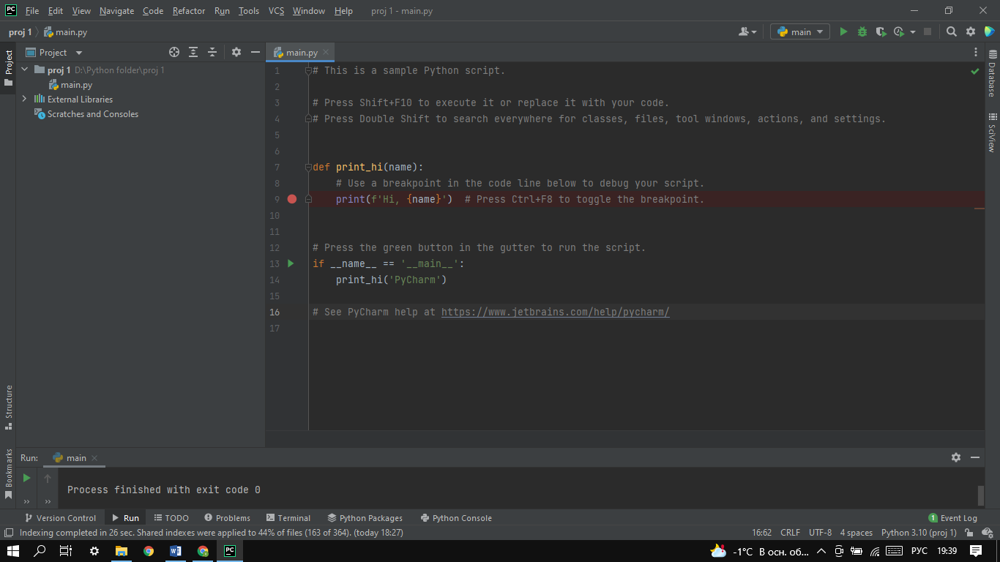 PC File Edit View Navigate Code Refactor Run Tools VCS Window Help proj 1 - main.py
proj 1 main.py main
Project
main.py
proj 1 D:\Python folder\proj 1
main.py
External Libraries
Scratches and Consoles
Project
Structure
Bookmarks
1 # This is a sample Python script.
2
3 # Press Shift+F10 to execute it or replace it with your code.
4 # Press Double Shift to search everywhere for classes, files, tool windows, actions, and settings.
5
6
7 def print_hi(name):
8 # Use a breakpoint in the code line below to debug your script.
9 print(f'Hi, {name}')  # Press Ctrl+F8 to toggle the breakpoint.
10
11
12 # Press the green button in the gutter to run the script.
13 if __name__ == '__main__':
14 print_hi('PyCharm')
15
16 # See PyCharm help at https://www.jetbrains.com/help/pycharm/
17
Database
SciView
Run: main
Process finished with exit code 0
Version Control Run TODO Problems Terminal Python Packages Python Console 1 Event Log
Indexing completed in 26 sec. Shared indexes were applied to 44% of files (163 of 364). (today 18:27) 16:62 CRLF UTF-8 4 spaces Python 3.10 (proj 1)
W PC -1°C В осн. об... РУС 19:39